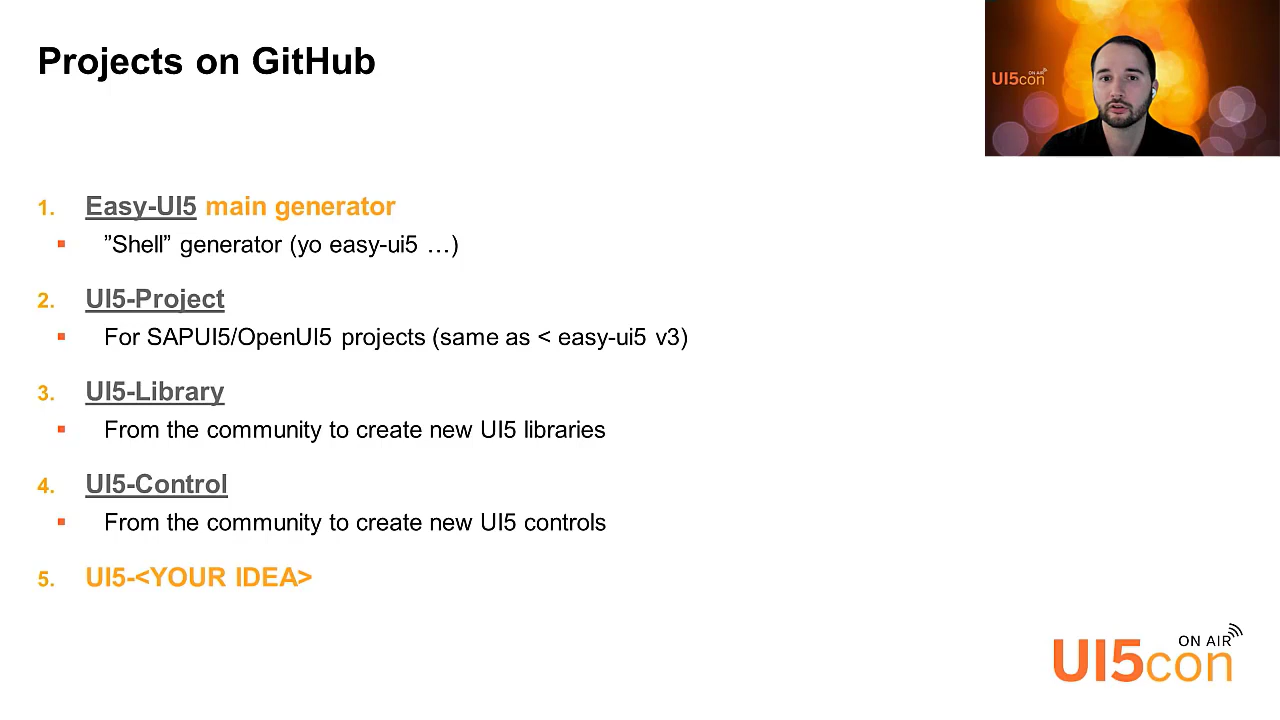 Projects on GitHub
ON AIR
UI5con
1. Easy-UI5 main generator
▪ ”Shell” generator (yo easy-ui5 …)
2. UI5-Project
▪ For SAPUI5/OpenUI5 projects (same as < easy-ui5 v3)
3. UI5-Library
▪ From the community to create new UI5 libraries
4. UI5-Control
▪ From the community to create new UI5 controls
5. UI5-<YOUR IDEA>
ON AIR
UI5con